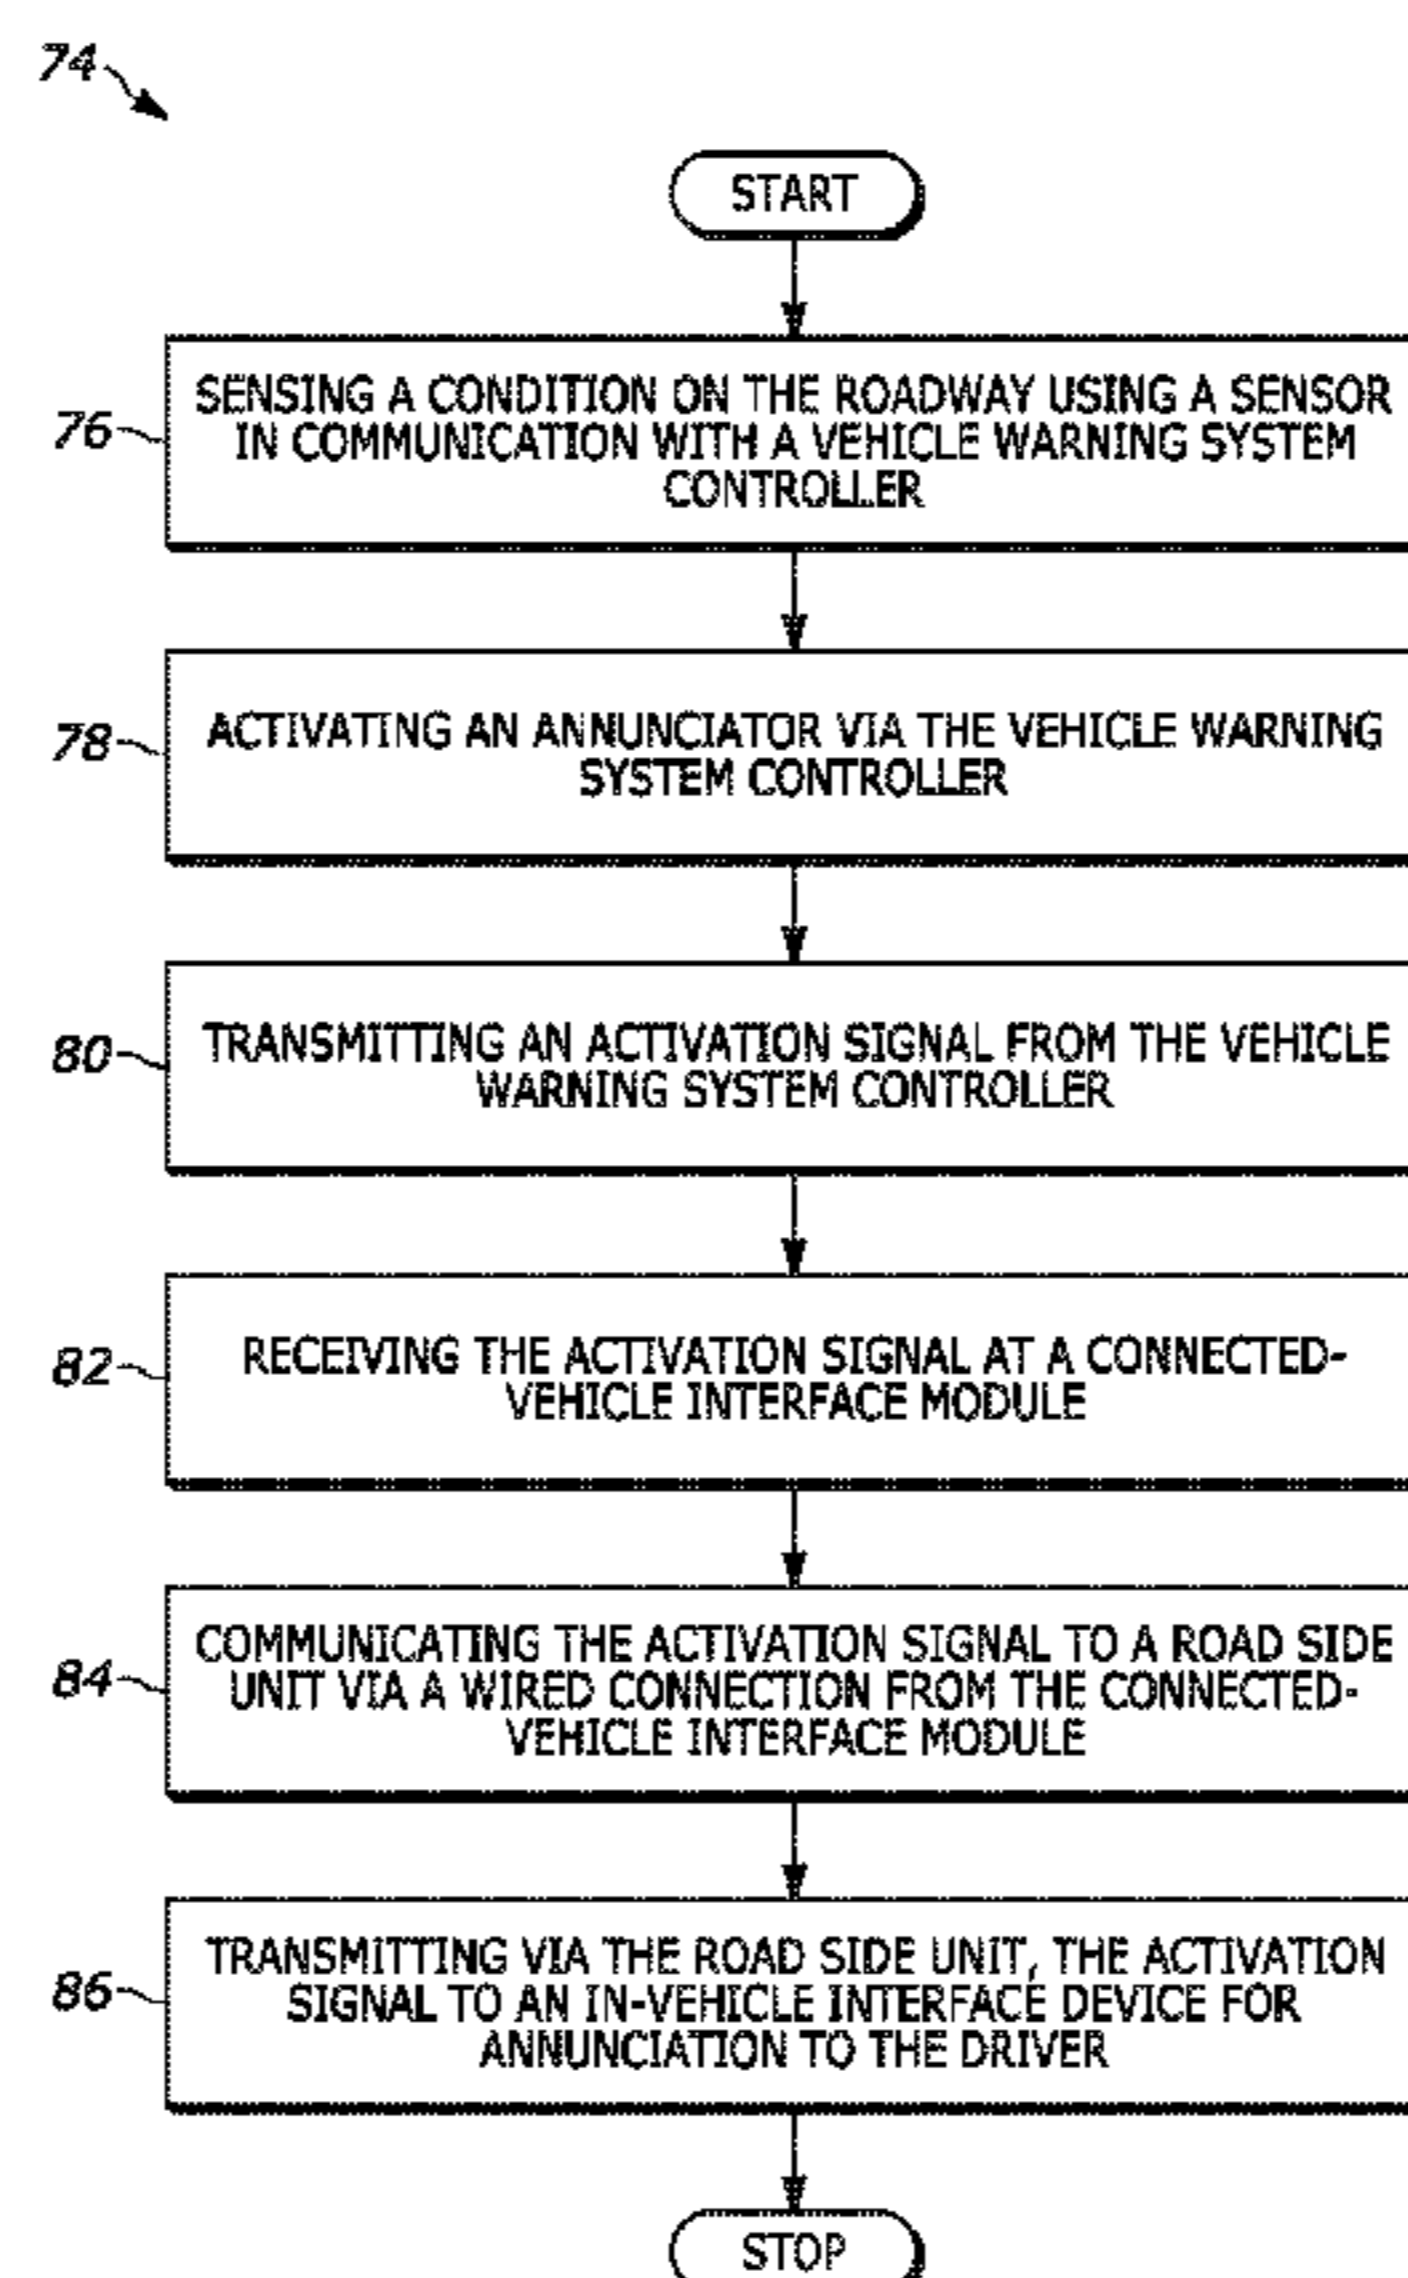 74
START
76
SENSING A CONDITION ON THE ROADWAY USING A SENSOR
IN COMMUNICATION WITH A VEHICLE WARNING SYSTEM
CONTROLLER
78
ACTIVATING AN ANNUNCIATOR VIA THE VEHICLE WARNING
SYSTEM CONTROLLER
80
TRANSMITTING AN ACTIVATION SIGNAL FROM THE VEHICLE
WARNING SYSTEM CONTROLLER
82
RECEIVING THE ACTIVATION SIGNAL AT A CONNECTED-
VEHICLE INTERFACE MODULE
84
COMMUNICATING THE ACTIVATION SIGNAL TO A ROAD SIDE
UNIT VIA A WIRED CONNECTION FROM THE CONNECTED-
VEHICLE INTERFACE MODULE
86
TRANSMITTING VIA THE ROAD SIDE UNIT, THE ACTIVATION
SIGNAL TO AN IN-VEHICLE INTERFACE DEVICE FOR
ANNUNCIATION TO THE DRIVER
STOP